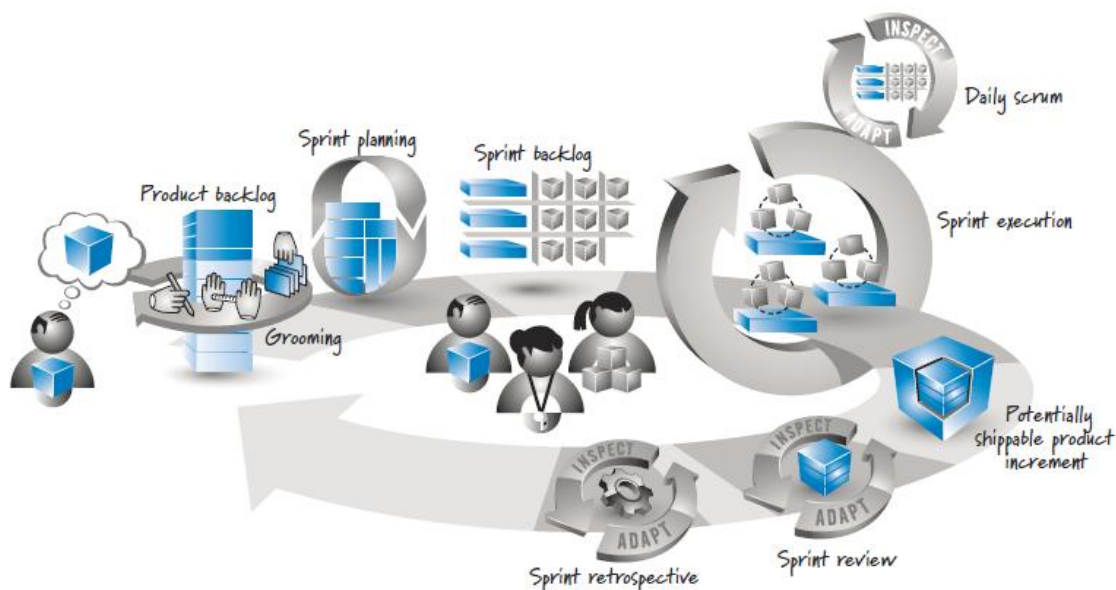 INSPECT
ADAPT
Daily scrum
Sprint planning
Sprint backlog
Product backlog
Sprint execution
Grooming
Potentially
shippable product
increment
INSPECT
ADAPT
Sprint review
INSPECT
ADAPT
Sprint retrospective